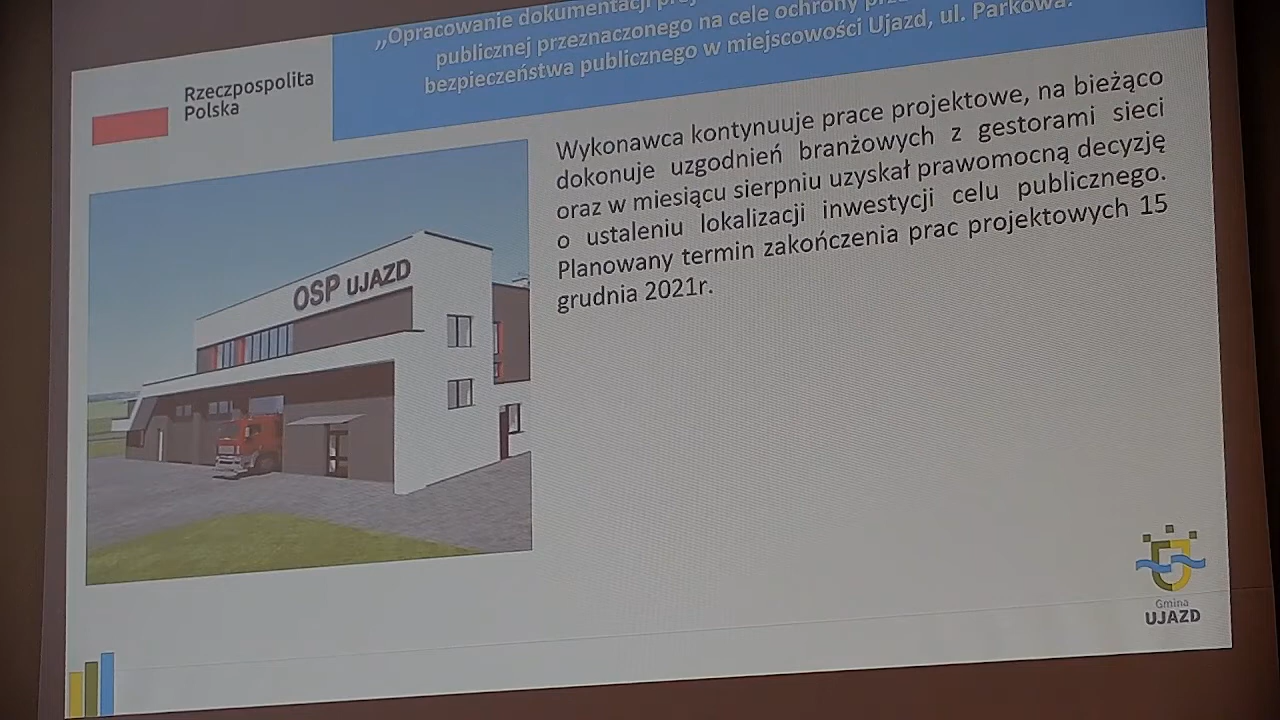 Rzeczpospolita
Polska
„Opracowanie dokumentacji
publicznej przeznaczonego na cele ochrony
bezpieczeństwa publicznego w miejscowości Ujazd, ul. Parkowa.
Wykonawca kontynuuje prace projektowe, na bieżąco
dokonuje uzgodnień branżowych z gestorami sieci
oraz w miesiącu sierpniu uzyskał prawomocną decyzję
o ustaleniu lokalizacji inwestycji celu publicznego.
Planowany termin zakończenia prac projektowych 15
grudnia 2021r.
OSP UJAZD
Gmina
UJAZD